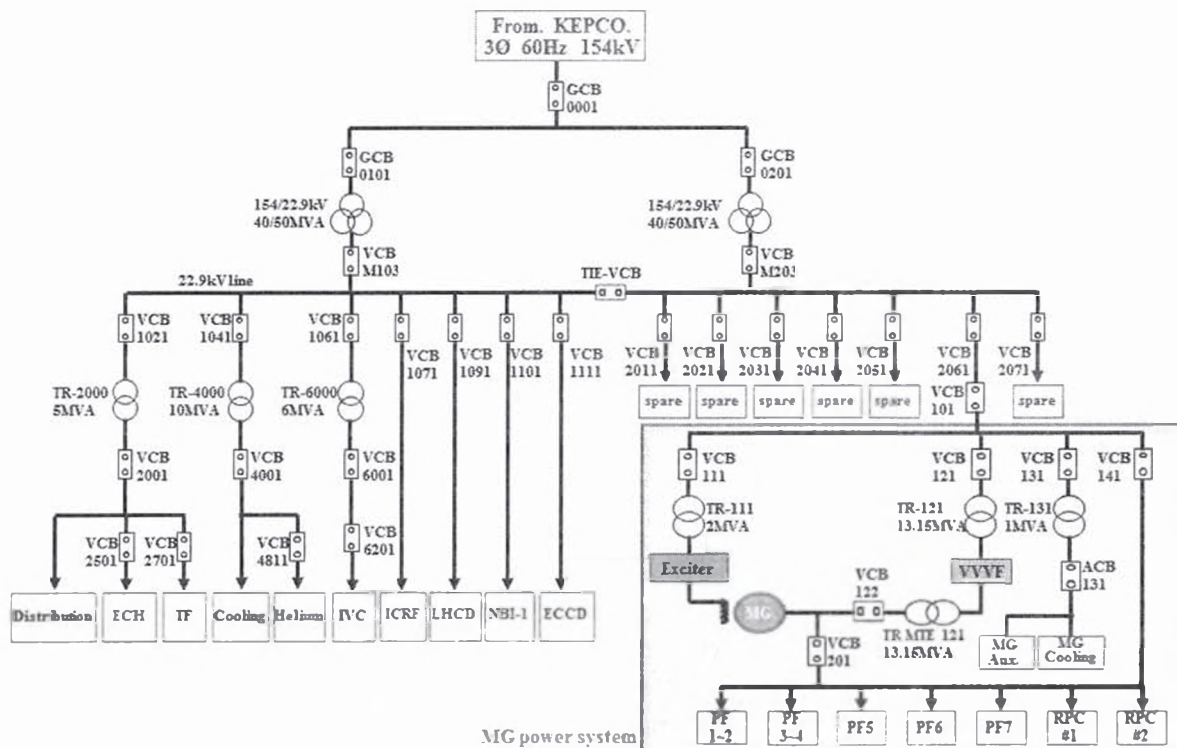 From. KEPCO.
3Ø 60Hz 154kV
GCB
0001
GCB
0101
GCB
0201
154/22.9kV
40/50MVA
154/22.9kV
40/50MVA
VCB
M103
VCB
M203
22.9kV line
TIE-VCB
VCB
1021
VCB
1041
VCB
1061
VCB
1071
VCB
1091
VCB
1101
VCB
1111
VCB
2011
VCB
2021
VCB
2031
VCB
2041
VCB
2051
VCB
2061
VCB
2071
TR-2000
5MVA
TR-4000
10MVA
TR-6000
6MVA
VCB
101
spare
spare
spare
spare
spare
spare
VCB
2001
VCB
4001
VCB
6001
VCB
111
VCB
121
VCB
131
VCB
141
TR-111
2MVA
TR-121
13.15MVA
TR-131
1MVA
VCB
2501
VCB
2701
VCB
4811
VCB
6201
Exciter
VVVF
ACB
131
VCB
122
MG
TR MTE 121
13.15MVA
MG
Aux.
MG
Cooling
Distribution
ECH
TF
Cooling
Helium
IVC
ICRF
LHCD
NBI-1
ECCD
VCB
201
PF
1~2
PF
3~4
PF5
PF6
PF7
RPC
#1
RPC
#2
MG power system